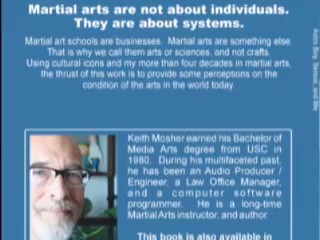 Martial arts are not about individuals.
They are about systems.
Martial art schools are businesses. Martial arts are something else.
That is why we call them arts or sciences, and not crafts.
Using cultural icons and my more than four decades in martial arts,
the thrust of this work is to provide some perceptions on the
condition of the arts in the world today.
Keith Mosher earned his Bachelor of
Media Arts degree from USC in
1980. During his multifaceted past,
he has been an Audio Producer /
Engineer, a Law Office Manager,
and a computer software
programmer. He is a long-time
Martial Arts instructor, and author.
This book is also available in
Astro Boy, Sensei, and Me